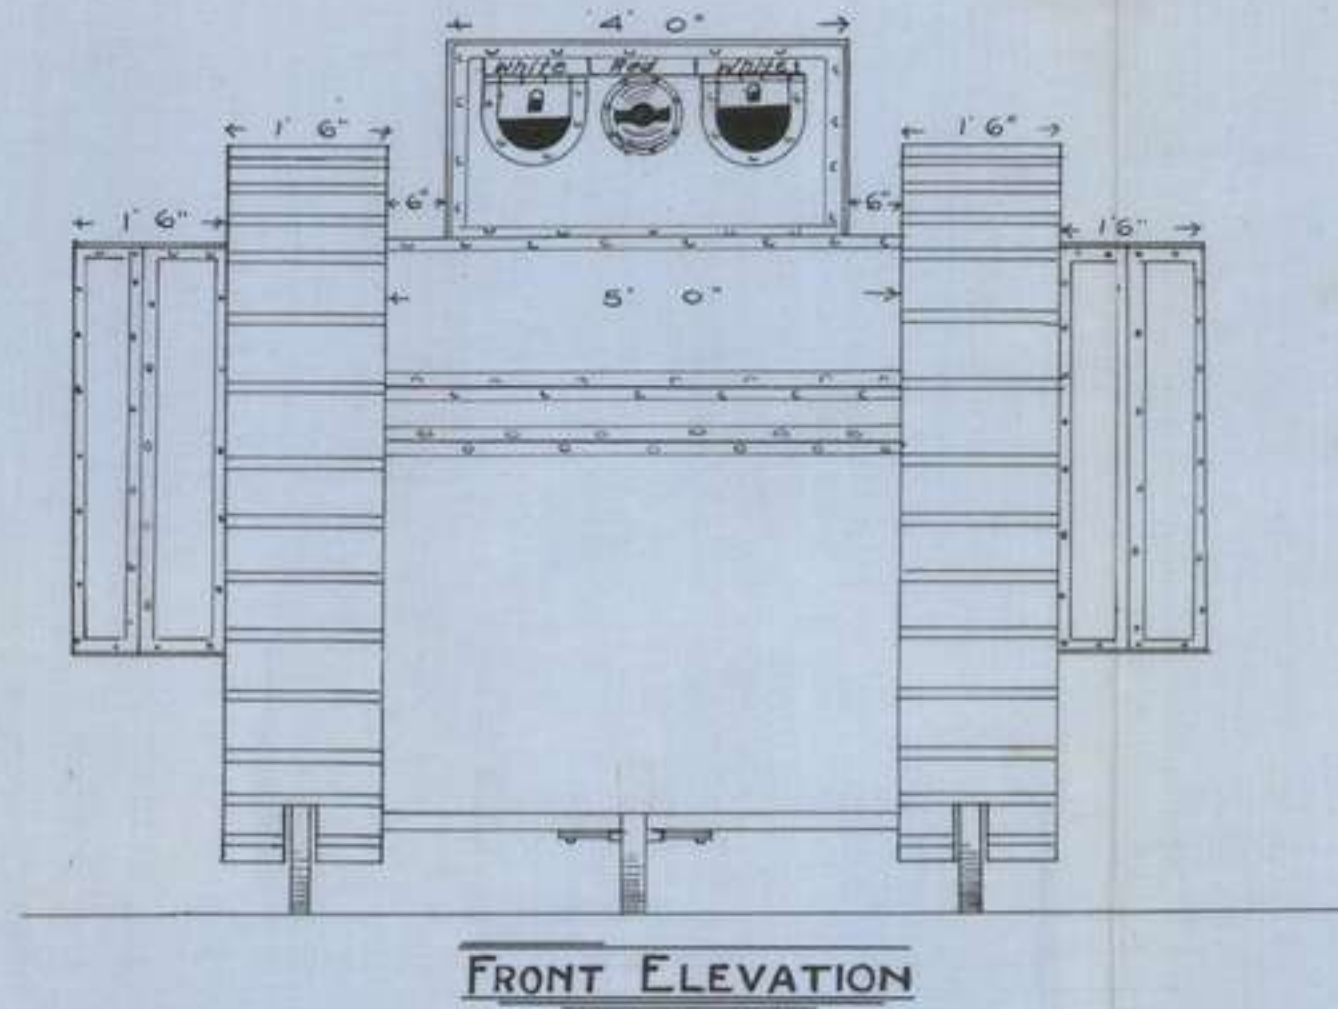 4' 0"
White Red White
1' 6" 1' 6"
6" 6"
1' 6" 1' 6"
5' 0"
FRONT ELEVATION